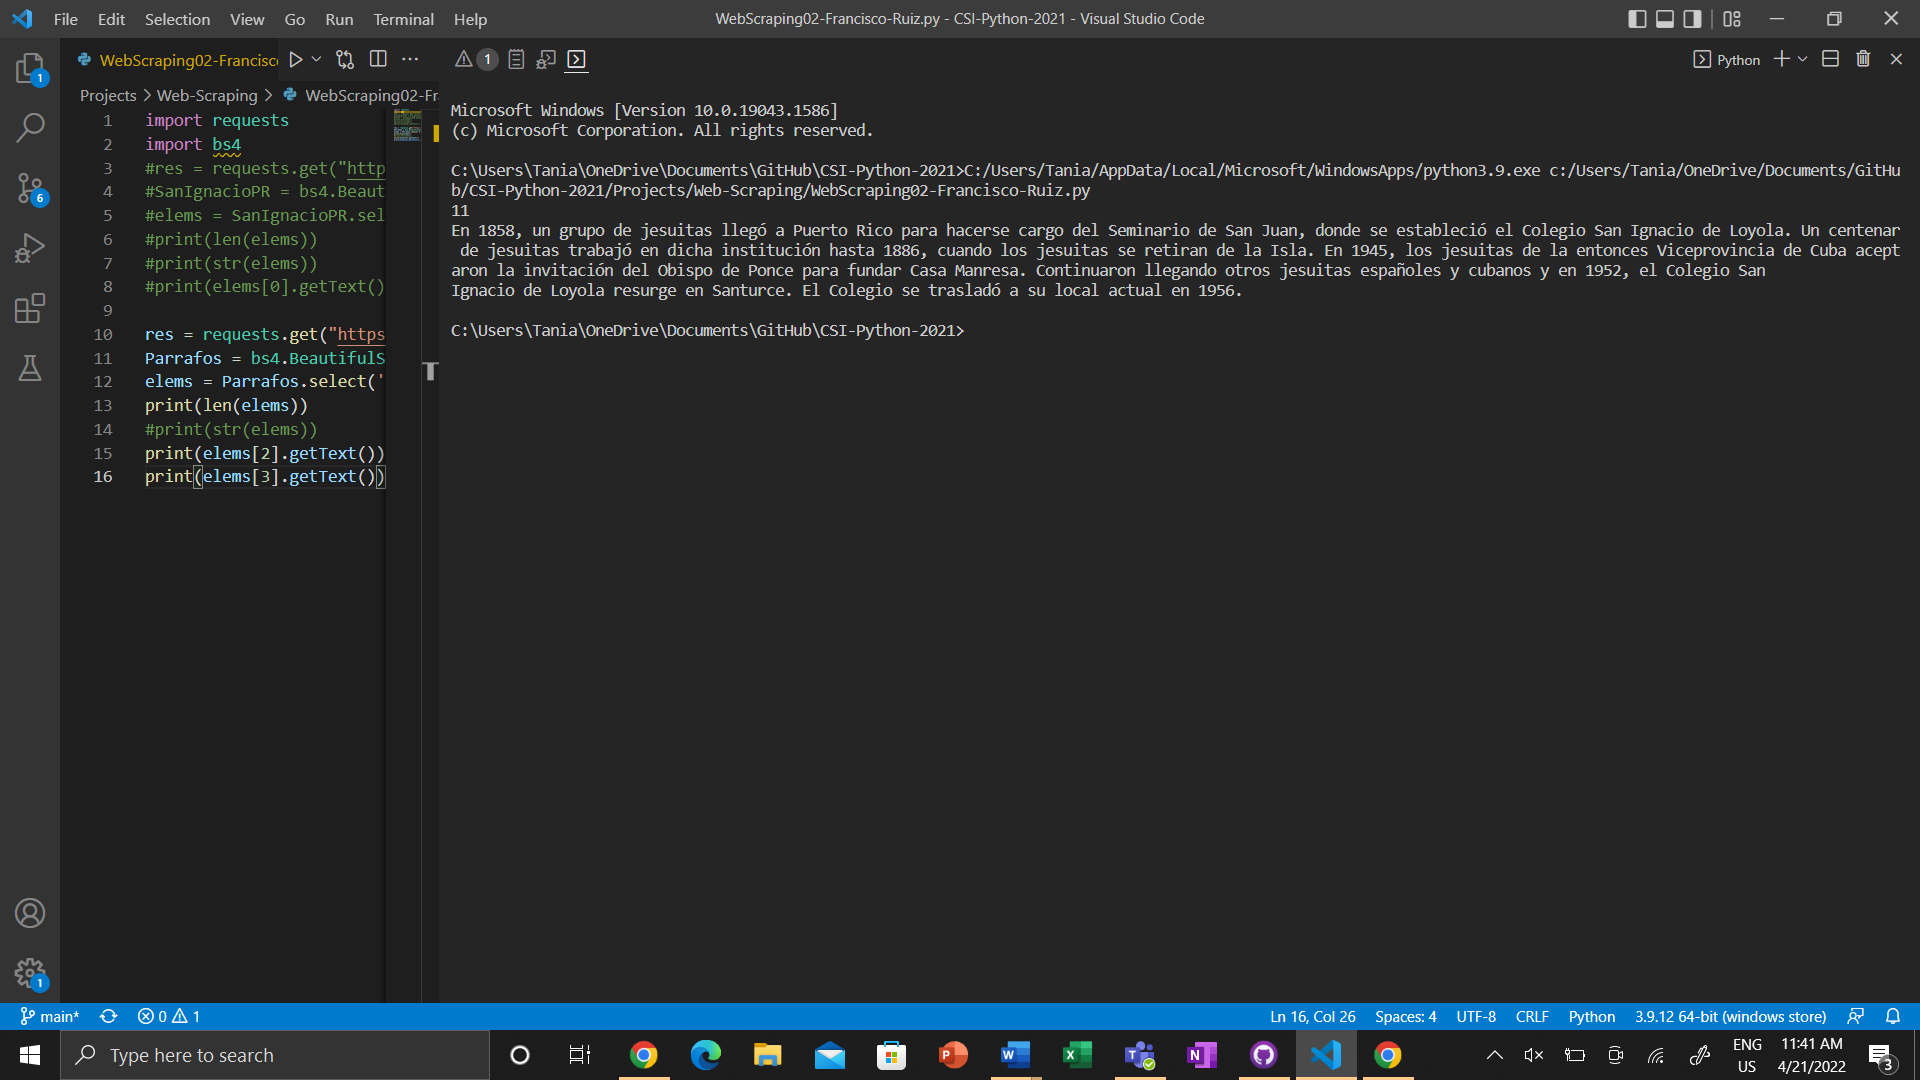 File Edit Selection View Go Run Terminal Help
WebScraping02-Francisco-Ruiz.py - CSI-Python-2021 - Visual Studio Code
WebScraping02-Francisc
1
Python
Projects > Web-Scraping > WebScraping02-Fr
1 import requests
2 import bs4
3 #res = requests.get("http
4 #SanIgnacioPR = bs4.Beaut
5 #elems = SanIgnacioPR.sel
6 #print(len(elems))
7 #print(str(elems))
8 #print(elems[0].getText()
9
10 res = requests.get("https
11 Parrafos = bs4.BeautifulS
12 elems = Parrafos.select('
13 print(len(elems))
14 #print(str(elems))
15 print(elems[2].getText())
16 print(elems[3].getText())
Microsoft Windows [Version 10.0.19043.1586]
(c) Microsoft Corporation. All rights reserved.
C:\Users\Tania\OneDrive\Documents\GitHub\CSI-Python-2021>C:/Users/Tania/AppData/Local/Microsoft/WindowsApps/python3.9.exe c:/Users/Tania/OneDrive/Documents/GitHu
b/CSI-Python-2021/Projects/Web-Scraping/WebScraping02-Francisco-Ruiz.py
11
En 1858, un grupo de jesuitas llegó a Puerto Rico para hacerse cargo del Seminario de San Juan, donde se estableció el Colegio San Ignacio de Loyola. Un centenar
de jesuitas trabajó en dicha institución hasta 1886, cuando los jesuitas se retiran de la Isla. En 1945, los jesuitas de la entonces Viceprovincia de Cuba acept
aron la invitación del Obispo de Ponce para fundar Casa Manresa. Continuaron llegando otros jesuitas españoles y cubanos y en 1952, el Colegio San
Ignacio de Loyola resurge en Santurce. El Colegio se trasladó a su local actual en 1956.
C:\Users\Tania\OneDrive\Documents\GitHub\CSI-Python-2021>
1
6
1
main* 0 1
Ln 16, Col 26 Spaces: 4 UTF-8 CRLF Python 3.9.12 64-bit (windows store)
Type here to search
ENG
US
11:41 AM
4/21/2022
3